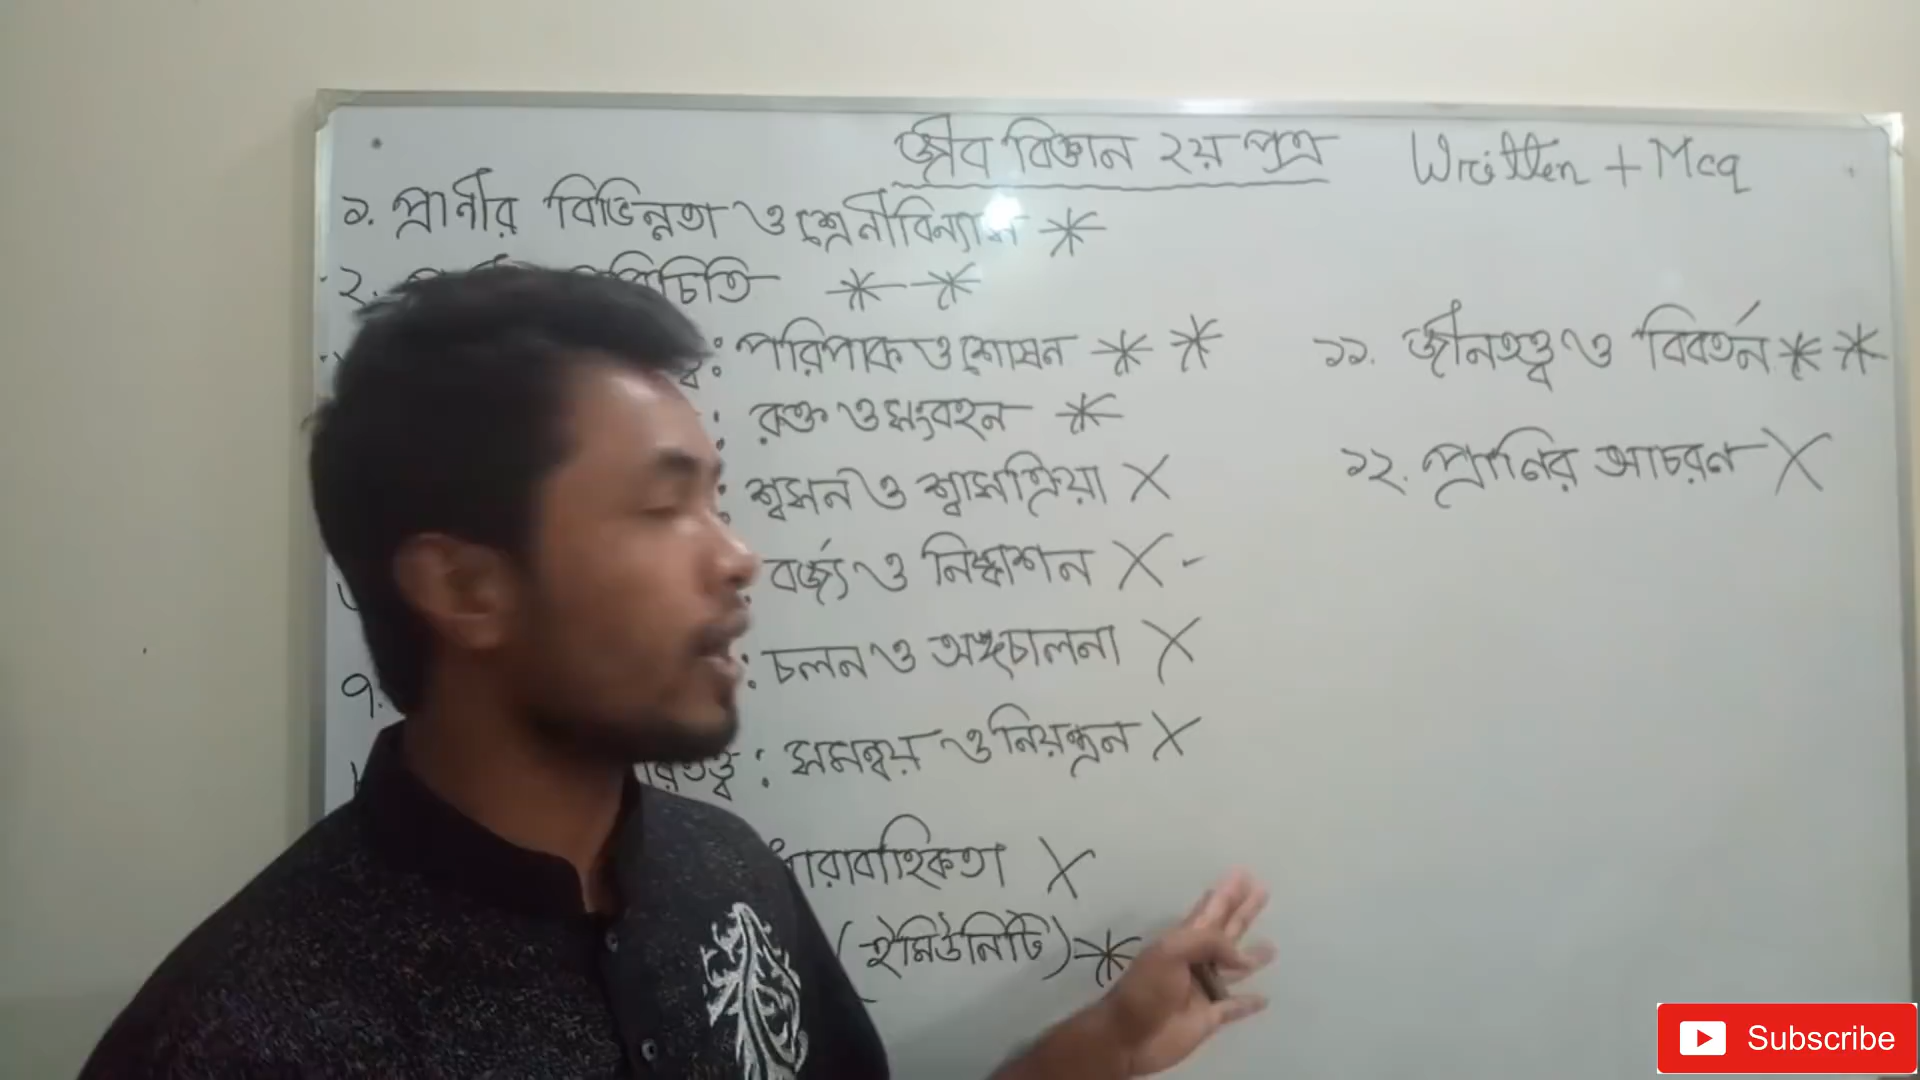 জীব বিজ্ঞান ২য় পত্র Written + Mcq
১. প্রাণীর বিভিন্নতা ও শ্রেনীবিন্যাস
২.
: পরিপাক ও শোষন
: রক্ত ও সংবহন
: শ্বসন ও শ্বাসক্রিয়া X
: বর্জ্য ও নিষ্কাশন X -
৭. : চলন ও অঙ্গচালনা X
: সমন্বয় ও নিয়ন্ত্রন X
ধারাবাহিকতা X
(ইমিউনিটি)
১১. জীনতত্ত্ব ও বিবর্তন
১২. প্রানির আচরন X
Subscribe